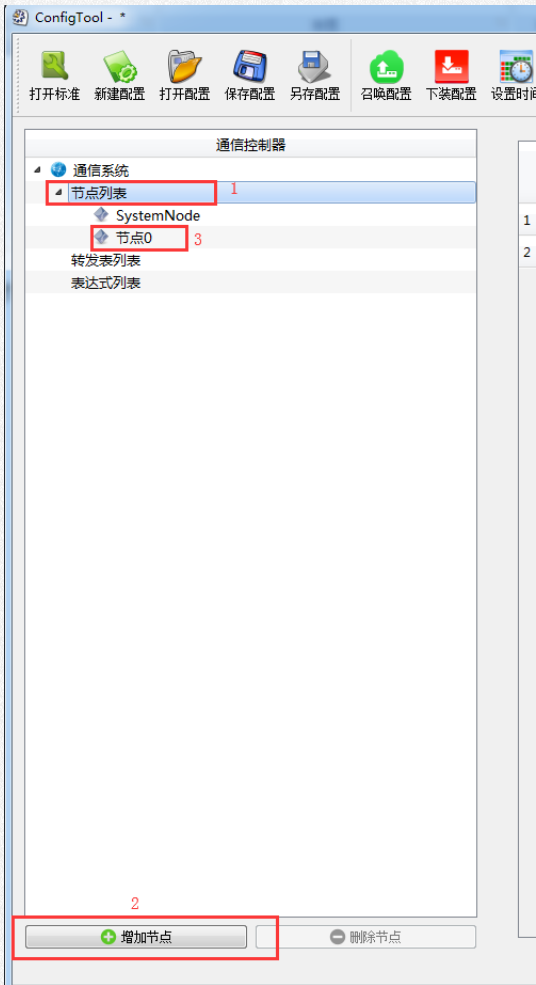 ConfigTool - *
打开标准 新建配置 打开配置 保存配置 另存配置 召唤配置 下装配置 设置时间
通信控制器
通信系统
节点列表 1
SystemNode
节点0 3
转发表列表
表达式列表
1
2
2
增加节点 删除节点